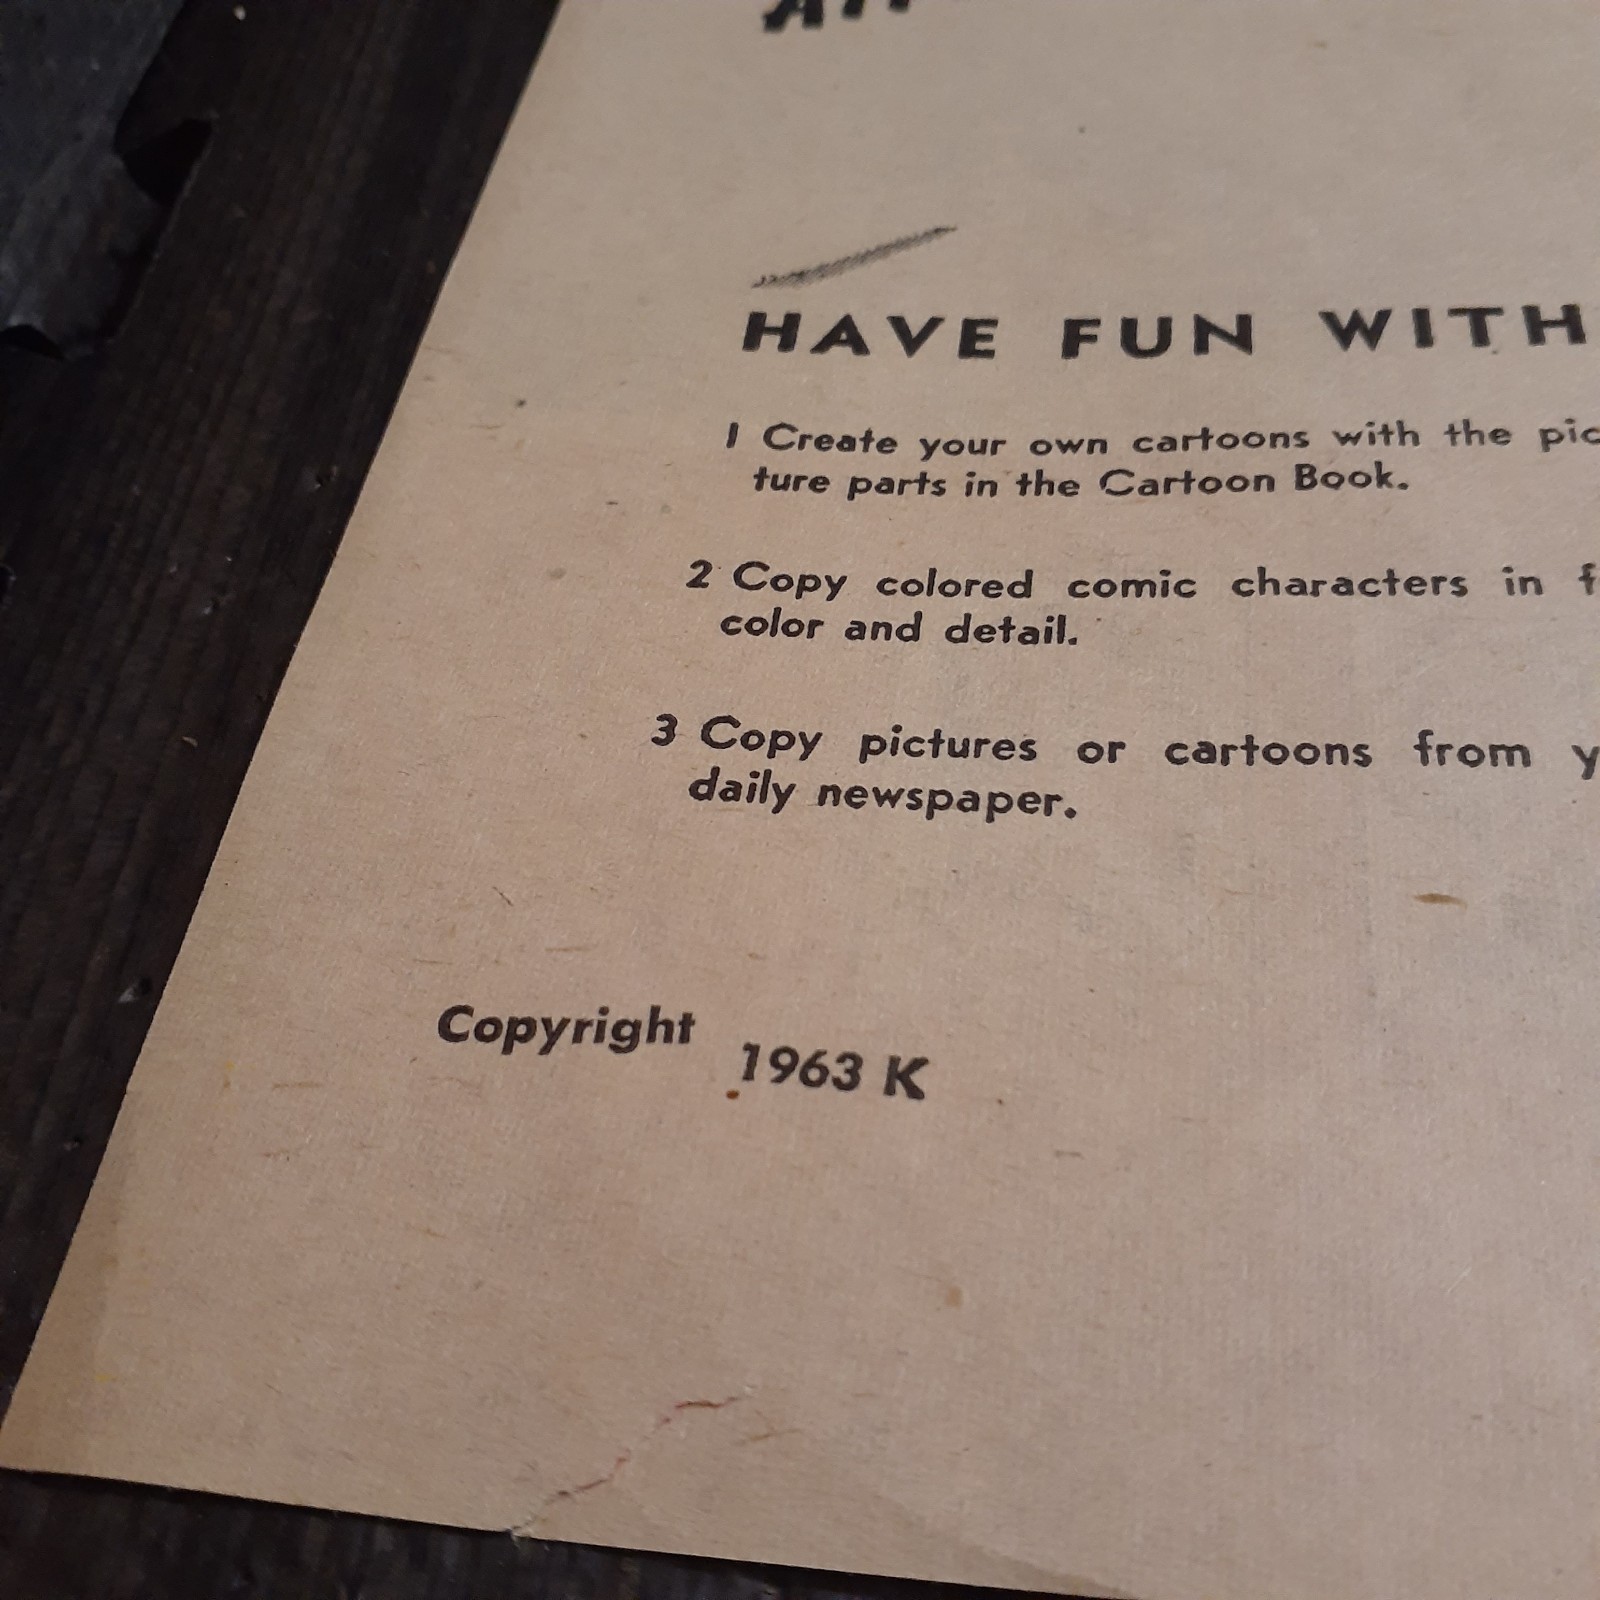 HAVE FUN WITH
1 Create your own cartoons with the pic
ture parts in the Cartoon Book.
2 Copy colored comic characters in f
color and detail.
3 Copy pictures or cartoons from y
daily newspaper.
Copyright 1963 K